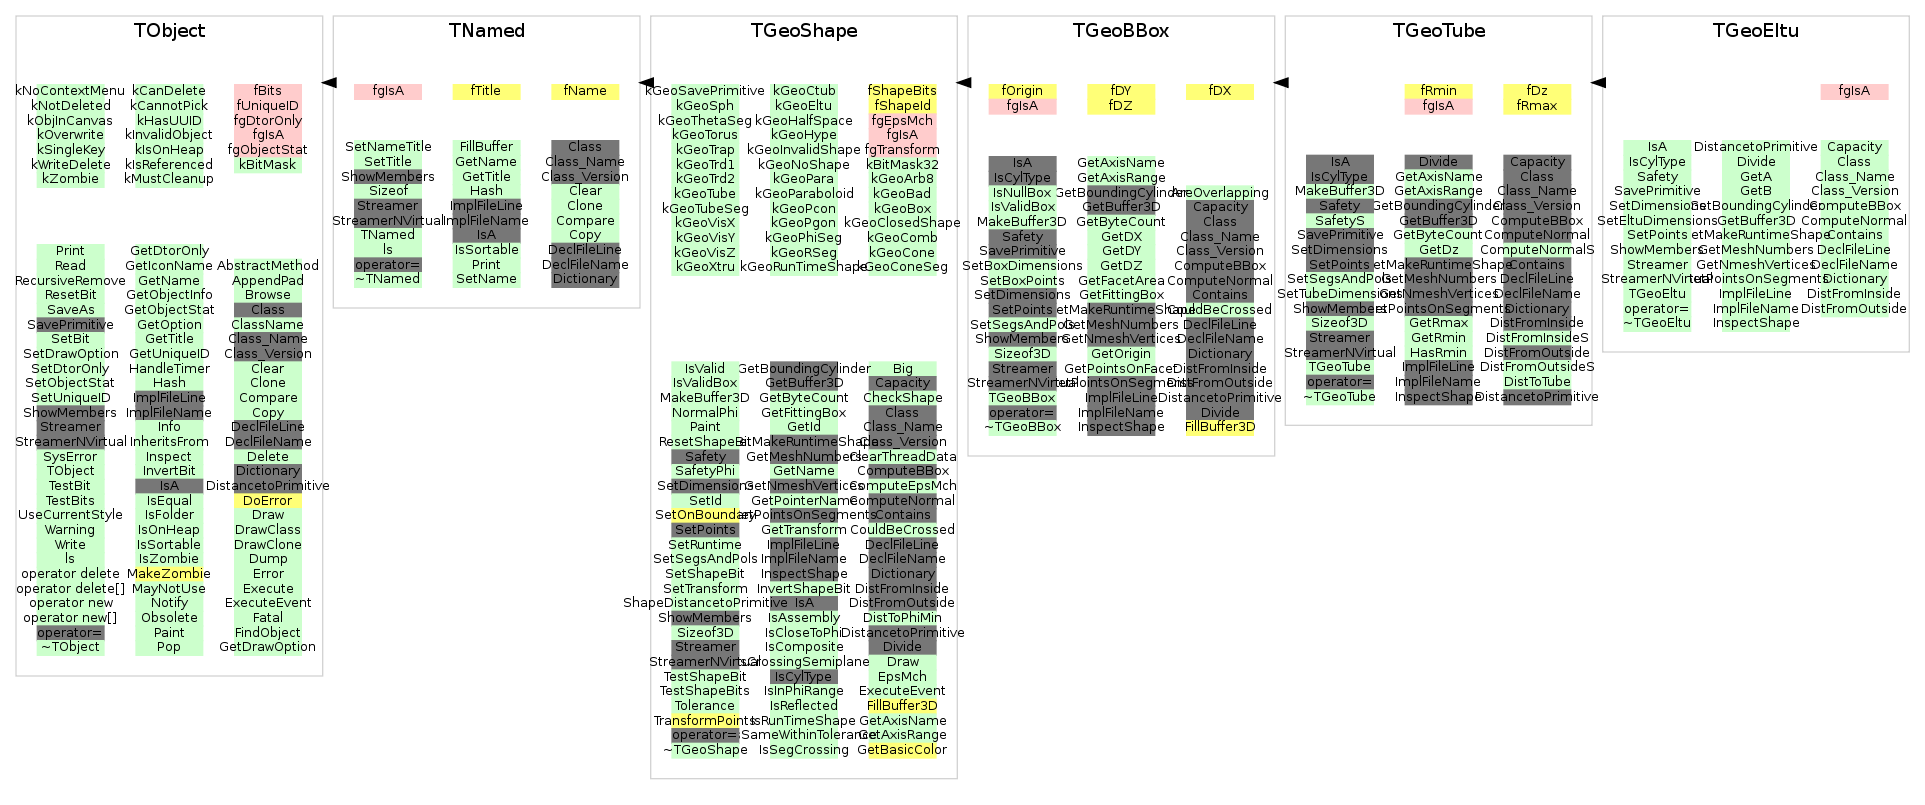 TObject
kNoContextMenu kCanDelete fBits
kNotDeleted kCannotPick fUniqueID
kObjInCanvas kHasUUID fgDtorOnly
kOverwrite kInvalidObject fgIsA
kSingleKey kIsOnHeap fgObjectStat
kWriteDelete kIsReferenced kBitMask
kZombie kMustCleanup
Print GetDtorOnly
Read GetIconName AbstractMethod
RecursiveRemove GetName AppendPad
ResetBit GetObjectInfo Browse
SaveAs GetObjectStat Class
SavePrimitive GetOption ClassName
SetBit GetTitle Class_Name
SetDrawOption GetUniqueID Class_Version
SetDtorOnly HandleTimer Clear
SetObjectStat Hash Clone
SetUniqueID ImplFileLine Compare
ShowMembers ImplFileName Copy
Streamer Info DeclFileLine
StreamerNVirtual InheritsFrom DeclFileName
SysError Inspect Delete
TObject InvertBit Dictionary
TestBit IsA DistancetoPrimitive
TestBits IsEqual DoError
UseCurrentStyle IsFolder Draw
Warning IsOnHeap DrawClass
Write IsSortable DrawClone
ls IsZombie Dump
operator delete MakeZombie Error
operator delete[] MayNotUse Execute
operator new Notify ExecuteEvent
operator new[] Obsolete Fatal
operator= Paint FindObject
~TObject Pop GetDrawOption
TNamed
fgIsA fTitle fName
SetNameTitle FillBuffer Class
SetTitle GetName Class_Name
ShowMembers GetTitle Class_Version
Sizeof Hash Clear
Streamer ImplFileLine Clone
StreamerNVirtual ImplFileName Compare
TNamed IsA Copy
ls IsSortable DeclFileLine
operator= Print DeclFileName
~TNamed SetName Dictionary
TGeoShape
kGeoSavePrimitive kGeoCtub fShapeBits
kGeoSph kGeoEltu fShapeId
kGeoThetaSeg kGeoHalfSpace fgEpsMch
kGeoTorus kGeoHype fgIsA
kGeoTrap kGeoInvalidShape fgTransform
kGeoTrd1 kGeoNoShape kBitMask32
kGeoTrd2 kGeoPara kGeoArb8
kGeoTube kGeoParaboloid kGeoBad
kGeoTubeSeg kGeoPcon kGeoBox
kGeoVisX kGeoPgon kGeoClosedShape
kGeoVisY kGeoPhiSeg kGeoComb
kGeoVisZ kGeoRSeg kGeoCone
kGeoXtru kGeoRunTimeShape kGeoConeSeg
IsValid GetBoundingCylinder Big
IsValidBox GetBuffer3D Capacity
MakeBuffer3D GetByteCount CheckShape
NormalPhi GetFittingBox Class
Paint GetId Class_Name
ResetShapeBit GetMakeRuntimeShape Class_Version
Safety GetMeshNumbers ClearThreadData
SafetyPhi GetName ComputeBBox
SetDimensions GetNmeshVertices ComputeEpsMch
SetId GetPointerName ComputeNormal
SetOnBoundary GetPointsOnSegments Contains
SetPoints GetTransform CouldBeCrossed
SetRuntime ImplFileLine DeclFileLine
SetSegsAndPols ImplFileName DeclFileName
SetShapeBit InspectShape Dictionary
SetTransform InvertShapeBit DistFromInside
ShapeDistancetoPrimitive IsA DistFromOutside
ShowMembers IsAssembly DistToPhiMin
Sizeof3D IsCloseToPhi DistancetoPrimitive
Streamer IsComposite Divide
StreamerNVirtual IsCrossingSemiplane Draw
TestShapeBit IsCylType EpsMch
TestShapeBits IsInPhiRange ExecuteEvent
Tolerance IsReflected FillBuffer3D
TransformPoints IsRunTimeShape GetAxisName
operator= IsSameWithinTolerance GetAxisRange
~TGeoShape IsSegCrossing GetBasicColor
TGeoBBox
fOrigin fDY fDX
fgIsA fDZ
IsA GetAxisName
IsCylType GetAxisRange
IsNullBox GetBoundingCylinder AreOverlapping
IsValidBox GetBuffer3D Capacity
MakeBuffer3D GetByteCount Class
Safety GetDX Class_Name
SavePrimitive GetDY Class_Version
SetBoxDimensions GetDZ ComputeBBox
SetBoxPoints GetFacetArea ComputeNormal
SetDimensions GetFittingBox Contains
SetPoints GetMakeRuntimeShape CouldBeCrossed
SetSegsAndPols GetMeshNumbers DeclFileLine
ShowMembers GetNmeshVertices DeclFileName
Sizeof3D GetOrigin Dictionary
Streamer GetPointsOnFacet DistFromInside
StreamerNVirtual GetPointsOnSegments DistFromOutside
TGeoBBox ImplFileLine DistancetoPrimitive
operator= ImplFileName Divide
~TGeoBBox InspectShape FillBuffer3D
TGeoTube
fRmin fDz
fgIsA fRmax
IsA Divide Capacity
IsCylType GetAxisName Class
MakeBuffer3D GetAxisRange Class_Name
Safety GetBoundingCylinder Class_Version
SafetyS GetBuffer3D ComputeBBox
SavePrimitive GetByteCount ComputeNormal
SetDimensions GetDz ComputeNormalS
SetPoints GetMakeRuntimeShape Contains
SetSegsAndPols GetMeshNumbers DeclFileLine
SetTubeDimensions GetNmeshVertices DeclFileName
ShowMembers GetPointsOnSegments Dictionary
Sizeof3D GetRmax DistFromInside
Streamer GetRmin DistFromInsideS
StreamerNVirtual HasRmin DistFromOutside
TGeoTube ImplFileLine DistFromOutsideS
operator= ImplFileName DistToTube
~TGeoTube InspectShape DistancetoPrimitive
TGeoEltu
fgIsA
IsA DistancetoPrimitive Capacity
IsCylType Divide Class
Safety GetA Class_Name
SavePrimitive GetB Class_Version
SetDimensions GetBoundingCylinder ComputeBBox
SetEltuDimensions GetBuffer3D ComputeNormal
SetPoints GetMakeRuntimeShape Contains
ShowMembers GetMeshNumbers DeclFileLine
Streamer GetNmeshVertices DeclFileName
StreamerNVirtual GetPointsOnSegments Dictionary
TGeoEltu ImplFileLine DistFromInside
operator= ImplFileName DistFromOutside
~TGeoEltu InspectShape